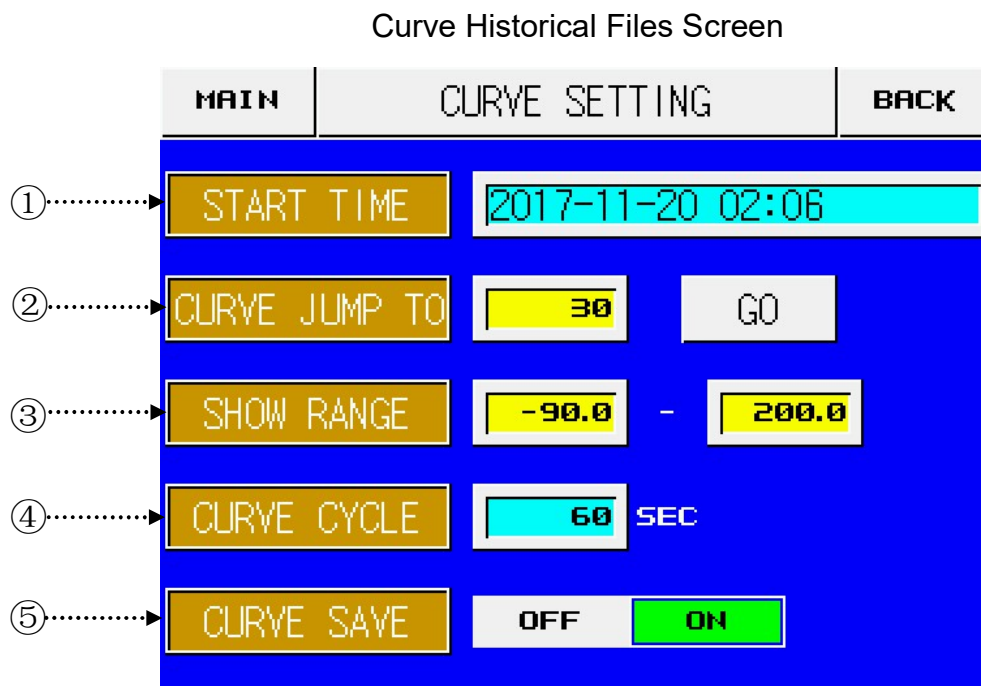 Curve Historical Files Screen
MAIN CURVE SETTING BACK
① START TIME 2017-11-20 02:06
② CURVE JUMP TO 30 GO
③ SHOW RANGE -90.0 - 200.0
④ CURVE CYCLE 60 SEC
⑤ CURVE SAVE OFF ON